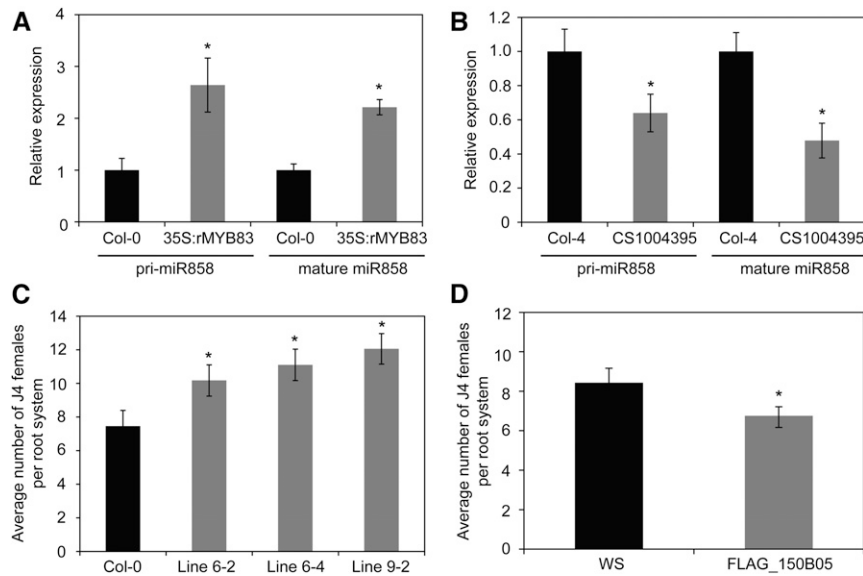 A
Relative expression
4
3
2
1
0
*
*
Col-0 35S:rMYB83 Col-0 35S:rMYB83
pri-miR858 mature miR858
B
Relative expression
1.2
1.0
0.8
0.6
0.4
0.2
0.0
*
*
Col-4 CS1004395 Col-4 CS1004395
pri-miR858 mature miR858
C
Average number of J4 females
per root system
14
12
10
8
6
4
2
0
*
*
*
Col-0 Line 6-2 Line 6-4 Line 9-2
D
Average number of J4 females
per root system
12
10
8
6
4
2
0
*
WS FLAG_150B05